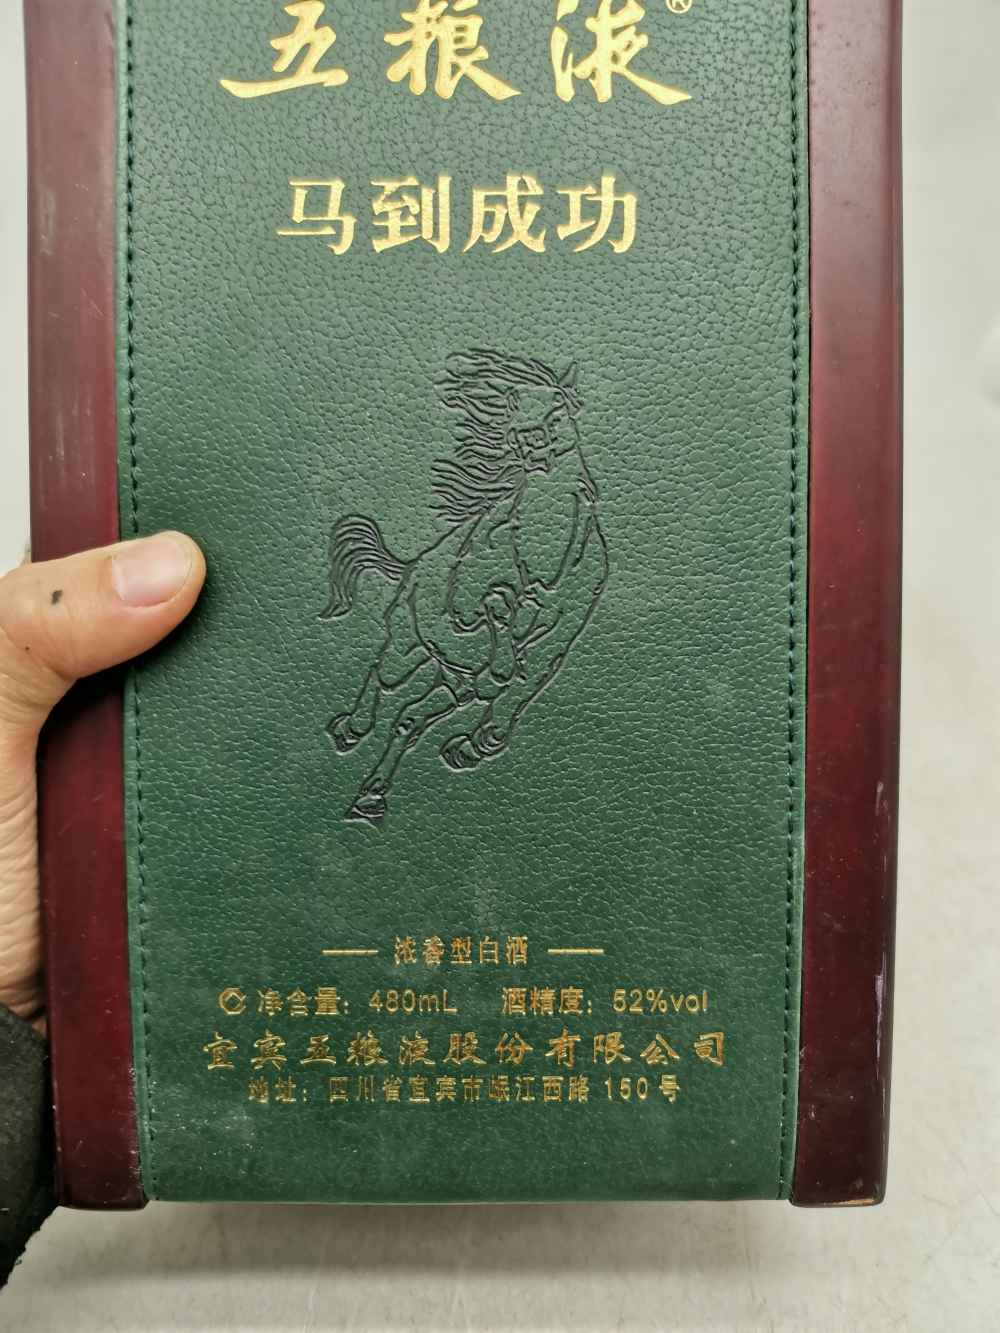 五粮液®
马到成功
浓香型白酒
净含量：480mL 酒精度：52%vol
宜宾五粮液股份有限公司
地址：四川省宜宾市岷江西路150号